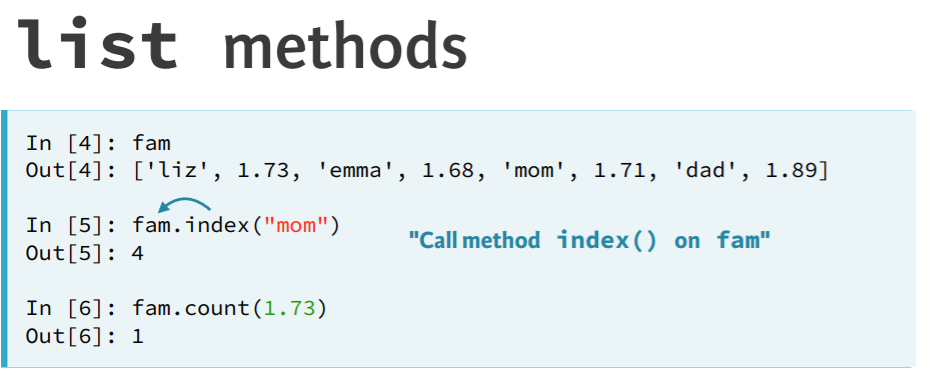 list methods
In [4]: fam
Out[4]: ['liz', 1.73, 'emma', 1.68, 'mom', 1.71, 'dad', 1.89]
In [5]: fam.index("mom")
Out[5]: 4
"Call method index() on fam"
In [6]: fam.count(1.73)
Out[6]: 1